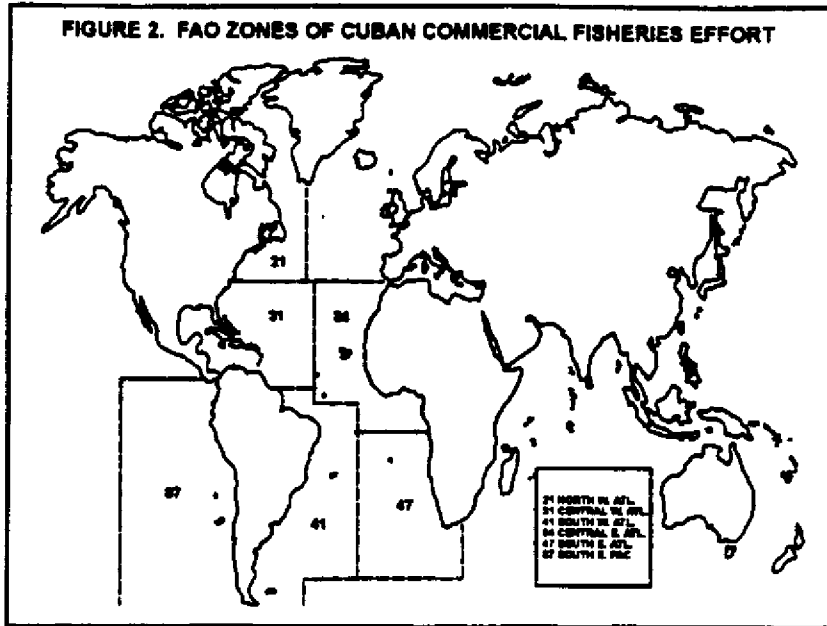 FIGURE 2. FAO ZONES OF CUBAN COMMERCIAL FISHERIES EFFORT
21
31
34
87
47
41
21 NORTH W. ATL.
31 CENTRAL W. ATL.
41 SOUTH W. ATL.
34 CENTRAL E. ATL.
47 SOUTH E. ATL.
87 SOUTH E. PAC